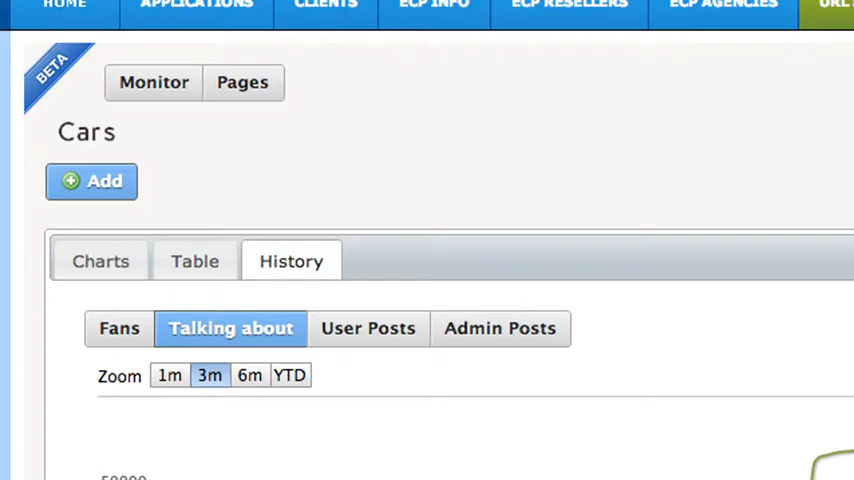 HOME APPLICATIONS CLIENTS ECP INFO ECP RESELLERS ECP AGENCIES URL
BETA
Monitor Pages
Cars
Add
Charts Table History
Fans Talking about User Posts Admin Posts
Zoom 1m 3m 6m YTD
50000